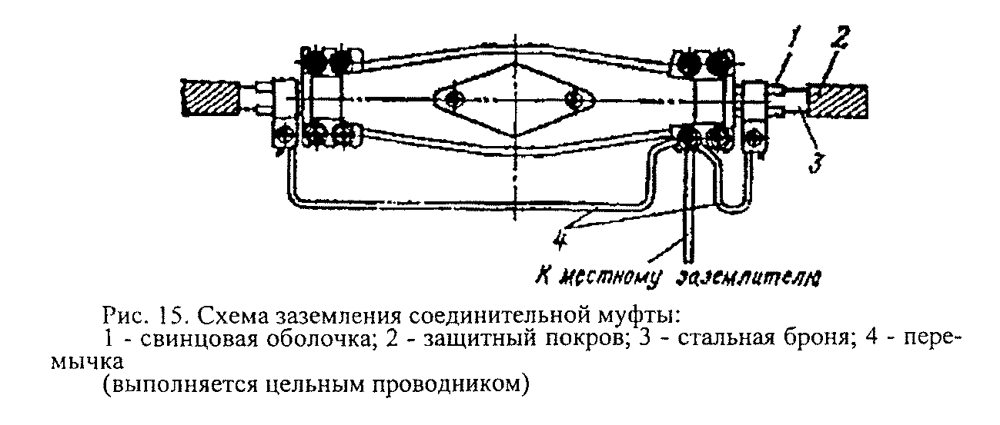 1
2
3
4
К местному заземлителю
Рис. 15. Схема заземления соединительной муфты:
1 - свинцовая оболочка; 2 - защитный покров; 3 - стальная броня; 4 - пере-
мычка
(выполняется цельным проводником)